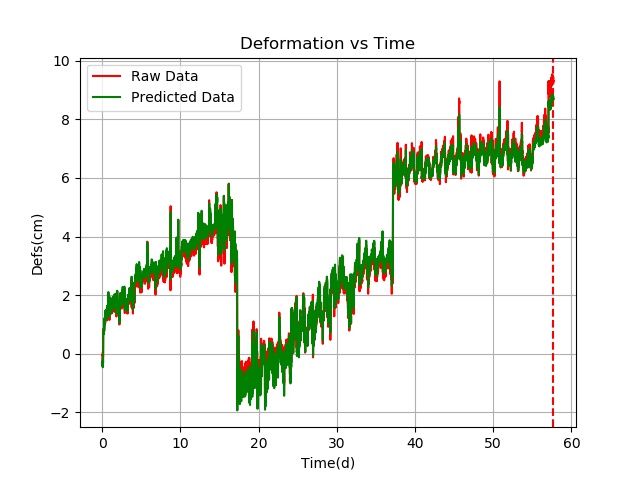 Deformation vs Time
Raw Data
Predicted Data
Defs(cm)
10
8
6
4
2
0
−2
0 10 20 30 40 50 60
Time(d)